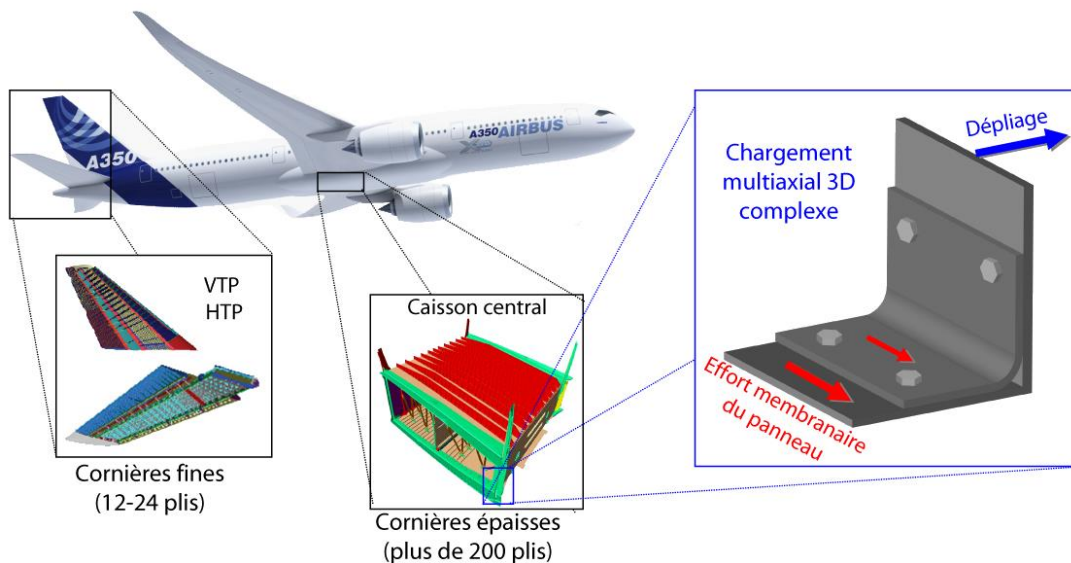 A350
A350 AIRBUS
VTP
HTP
Cornières fines
(12-24 plis)
Caisson central
Cornières épaisses
(plus de 200 plis)
Chargement
multiaxial 3D
complexe
Dépliage
Effort membranaire
du panneau